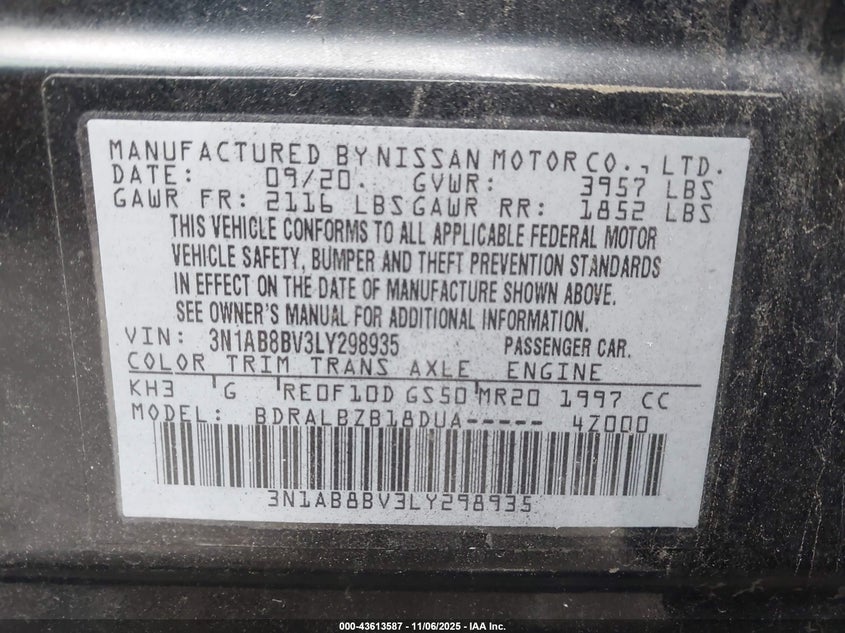 MANUFACTURED BY NISSAN MOTOR CO., LTD.
DATE: 09/20. GVWR: 3957 LBS
GAWR FR: 2116 LBS GAWR RR: 1852 LBS
THIS VEHICLE CONFORMS TO ALL APPLICABLE FEDERAL MOTOR
VEHICLE SAFETY, BUMPER AND THEFT PREVENTION STANDARDS
IN EFFECT ON THE DATE OF MANUFACTURE SHOWN ABOVE.
SEE OWNER'S MANUAL FOR ADDITIONAL INFORMATION.
VIN: 3N1AB8BV3LY298935 PASSENGER CAR.
COLOR TRIM TRANS AXLE ENGINE
KH3 G RE0F10D GS50 MR20 1997 CC
MODEL: BDRALBZB18DUA----- 4Z000
3N1AB8BV3LY298935
000-43613587 - 11/06/2025 - IAA Inc.